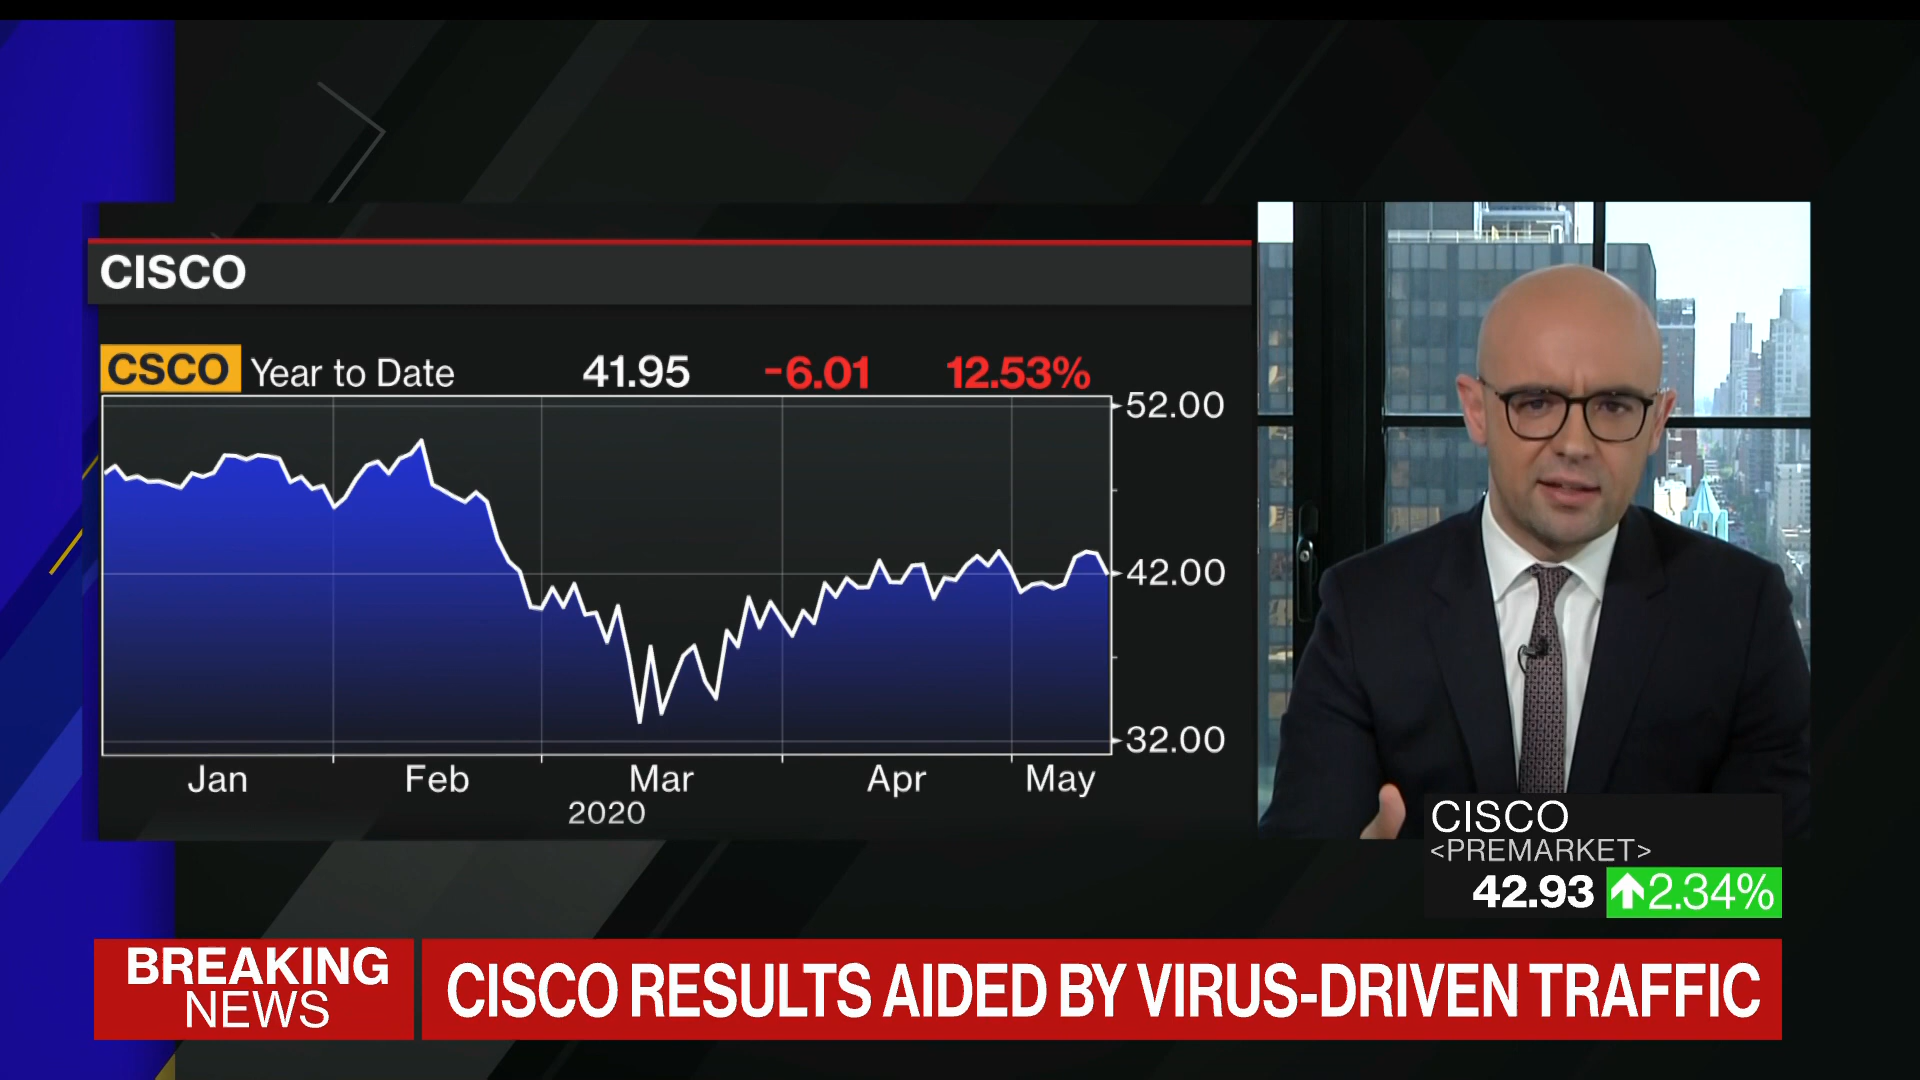 CISCO
CSCO Year to Date 41.95 -6.01 12.53%
52.00
42.00
32.00
Jan Feb Mar Apr May
2020
CISCO
<PREMARKET>
42.93 ↑2.34%
BREAKING
NEWS
CISCO RESULTS AIDED BY VIRUS-DRIVEN TRAFFIC